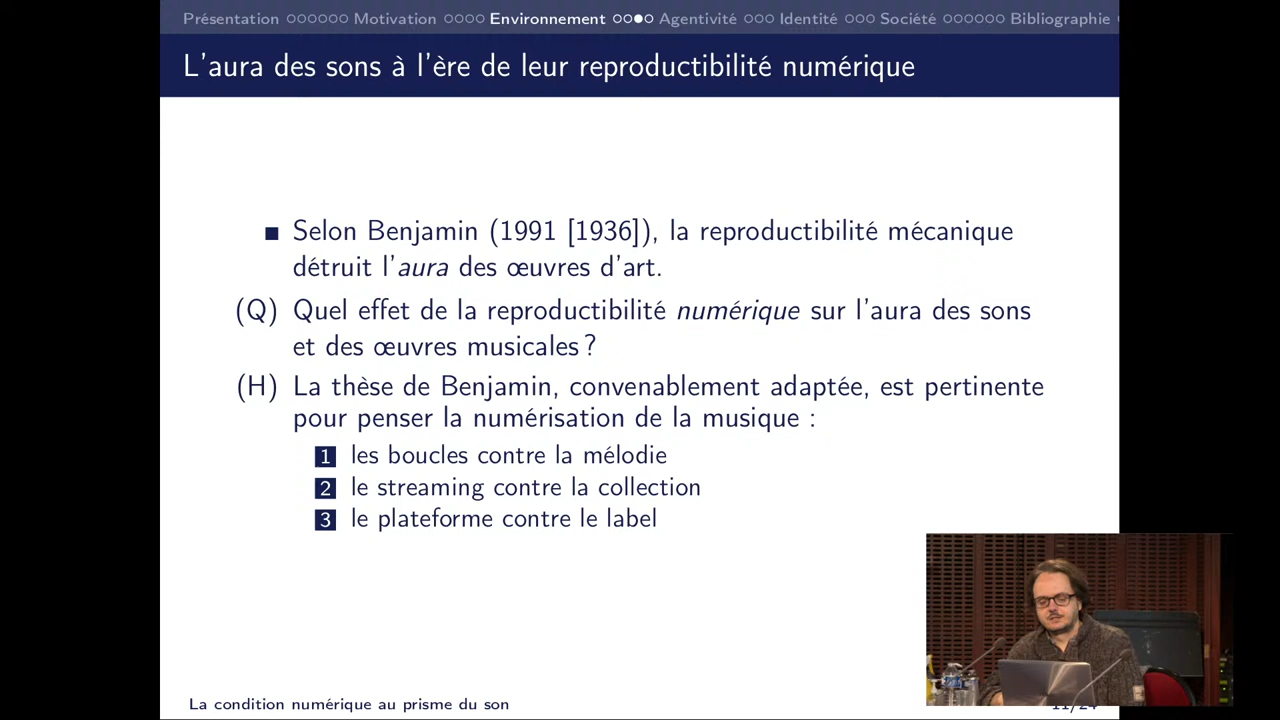 Présentation Motivation Environnement Agentivité Identité Société Bibliographie
L'aura des sons à l'ère de leur reproductibilité numérique
Selon Benjamin (1991 [1936]), la reproductibilité mécanique
détruit l'aura des œuvres d'art.
(Q) Quel effet de la reproductibilité numérique sur l'aura des sons
et des œuvres musicales ?
(H) La thèse de Benjamin, convenablement adaptée, est pertinente
pour penser la numérisation de la musique :
1 les boucles contre la mélodie
2 le streaming contre la collection
3 le plateforme contre le label
La condition numérique au prisme du son
11/24